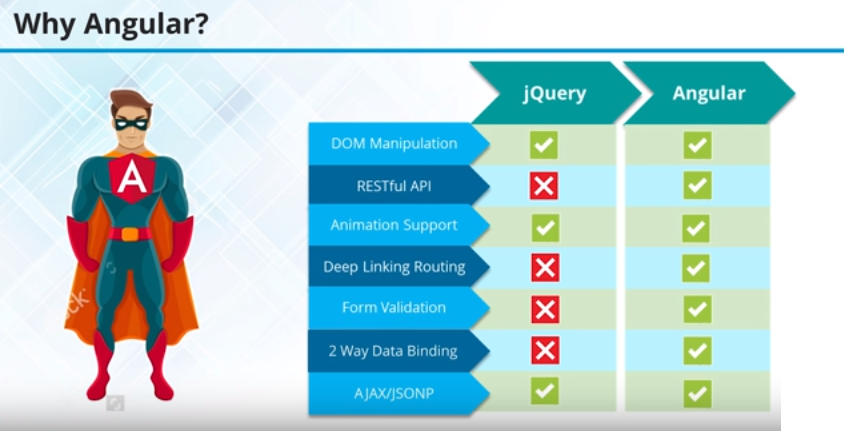 Why Angular?
jQuery
Angular
DOM Manipulation
RESTful API
Animation Support
Deep Linking Routing
Form Validation
2 Way Data Binding
AJAX/JSONP
A
ck